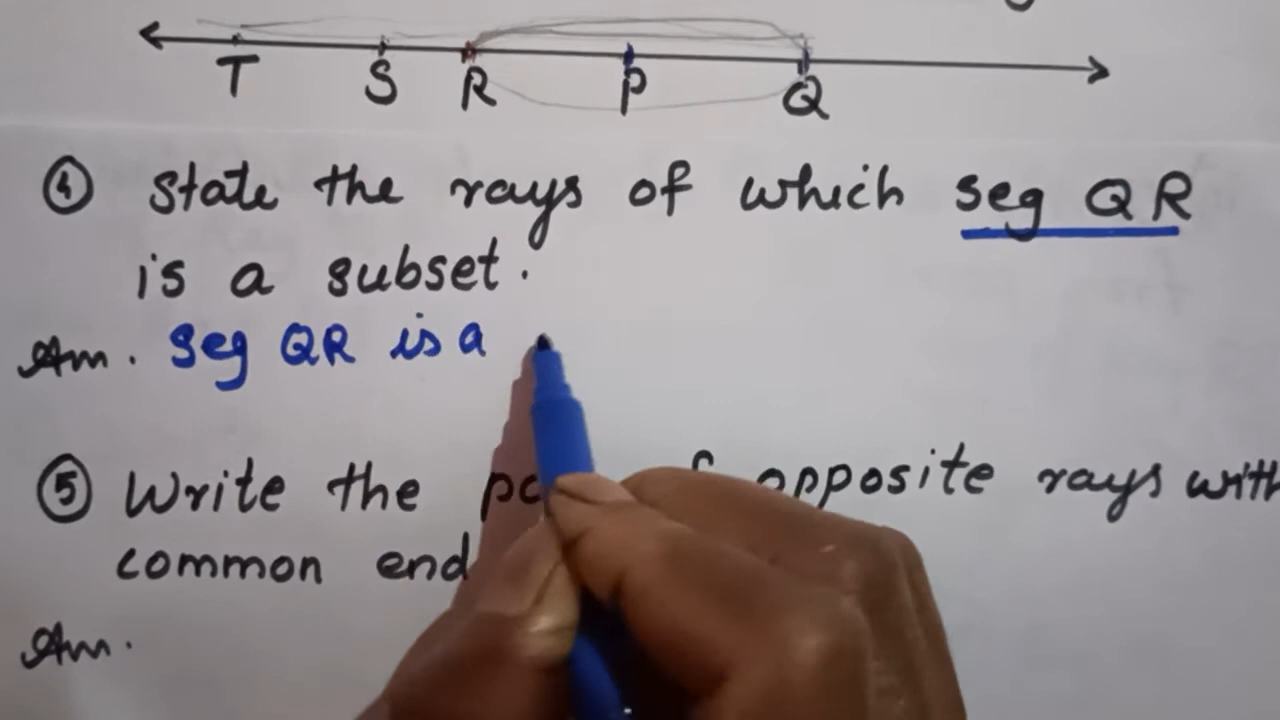 T S R P Q
④ State the rays of which seg QR
is a subset.
Ans. seg QR is a
⑤ Write the opposite rays with
common end
Ans.